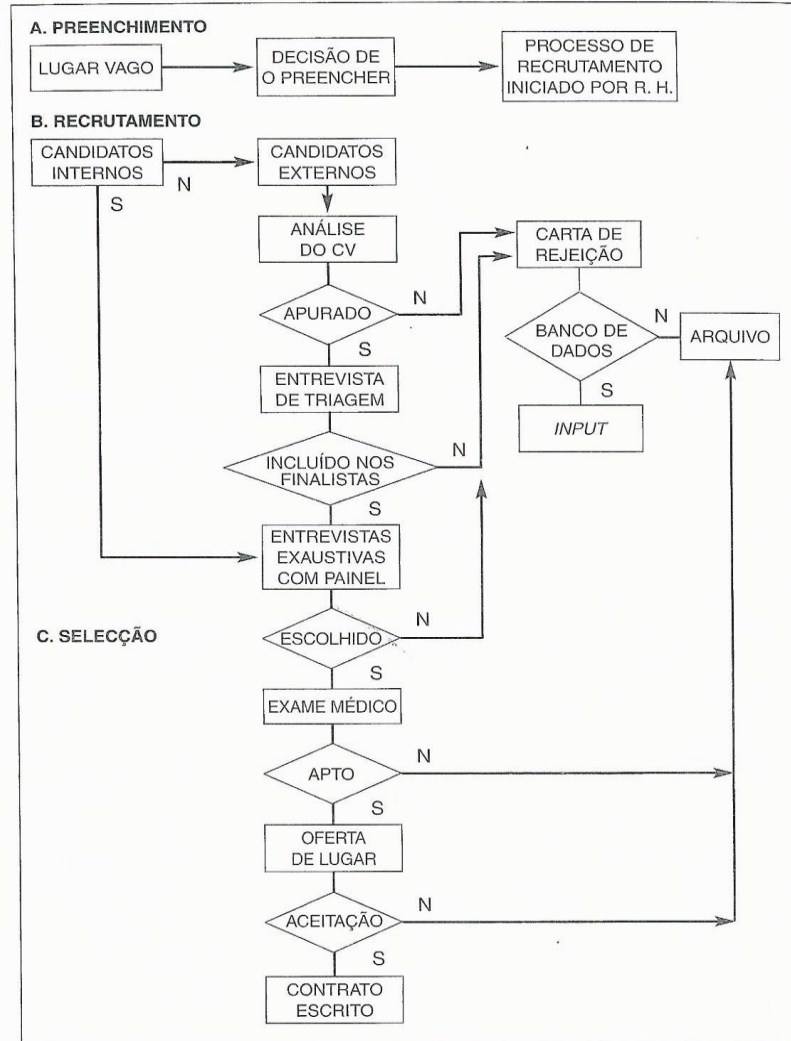 A. PREENCHIMENTO
LUGAR VAGO
DECISÃO DE
O PREENCHER
PROCESSO DE
RECRUTAMENTO
INICIADO POR R. H.
B. RECRUTAMENTO
CANDIDATOS
INTERNOS
N
CANDIDATOS
EXTERNOS
S
ANÁLISE
DO CV
CARTA DE
REJEIÇÃO
APURADO
N
S
BANCO DE
DADOS
N
ARQUIVO
S
INPUT
ENTREVISTA
DE TRIAGEM
INCLUÍDO NOS
FINALISTAS
N
S
ENTREVISTAS
EXAUSTIVAS
COM PAINEL
C. SELECÇÃO
ESCOLHIDO
N
S
EXAME MÉDICO
APTO
N
S
OFERTA
DE LUGAR
ACEITAÇÃO
N
S
CONTRATO
ESCRITO